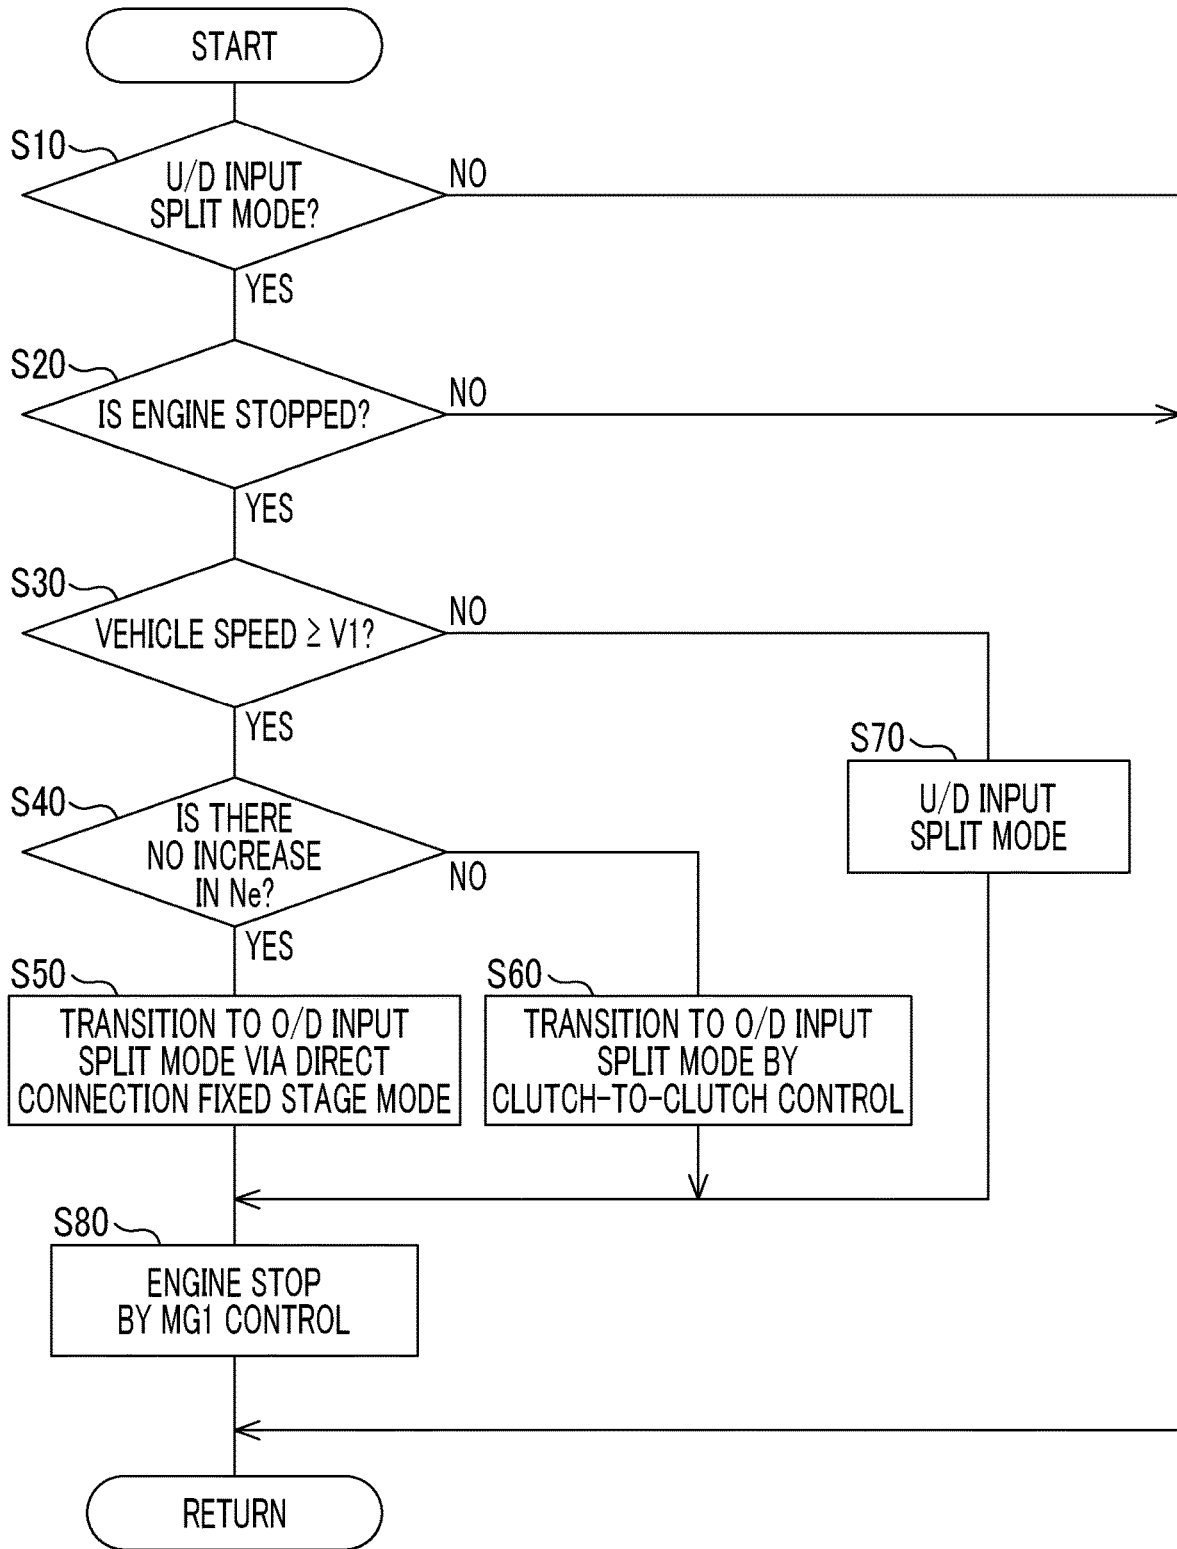 START
S10
U/D INPUT
SPLIT MODE?
NO
YES
S20
IS ENGINE STOPPED?
NO
YES
S30
VEHICLE SPEED ≥ V1?
NO
YES
S70
U/D INPUT
SPLIT MODE
S40
IS THERE
NO INCREASE
IN Ne?
NO
YES
S50
TRANSITION TO O/D INPUT
SPLIT MODE VIA DIRECT
CONNECTION FIXED STAGE MODE
S60
TRANSITION TO O/D INPUT
SPLIT MODE BY
CLUTCH-TO-CLUTCH CONTROL
S80
ENGINE STOP
BY MG1 CONTROL
RETURN